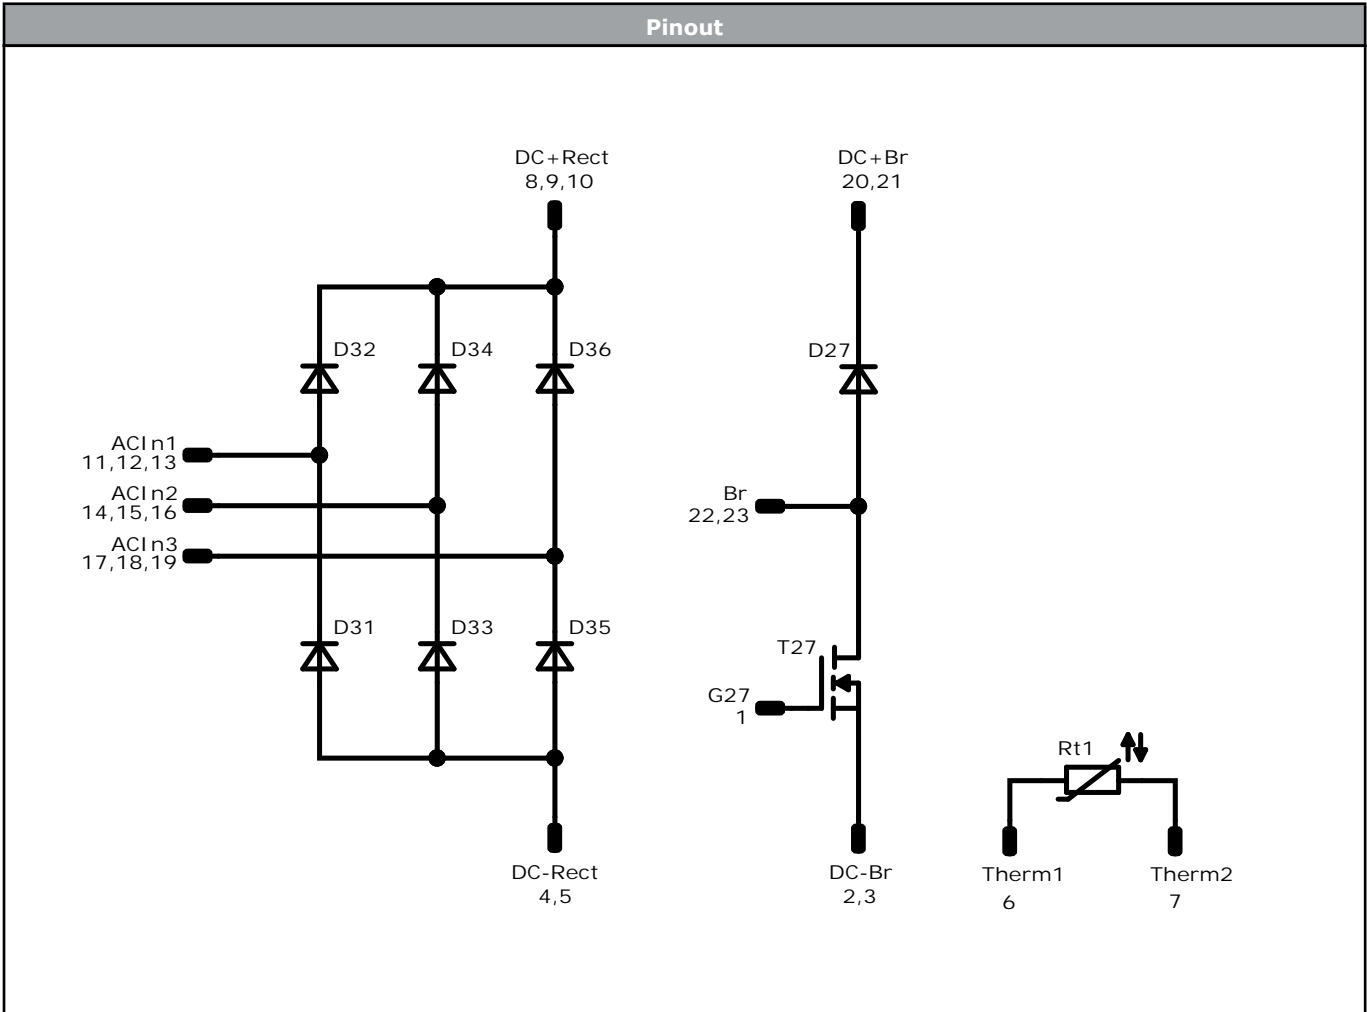 Pinout
DC+Rect
8,9,10
DC+Br
20,21
D32
D34
D36
D27
ACIn1
11,12,13
ACIn2
14,15,16
ACIn3
17,18,19
Br
22,23
D31
D33
D35
T27
G27
1
Rt1
DC-Rect
4,5
DC-Br
2,3
Therm1
6
Therm2
7